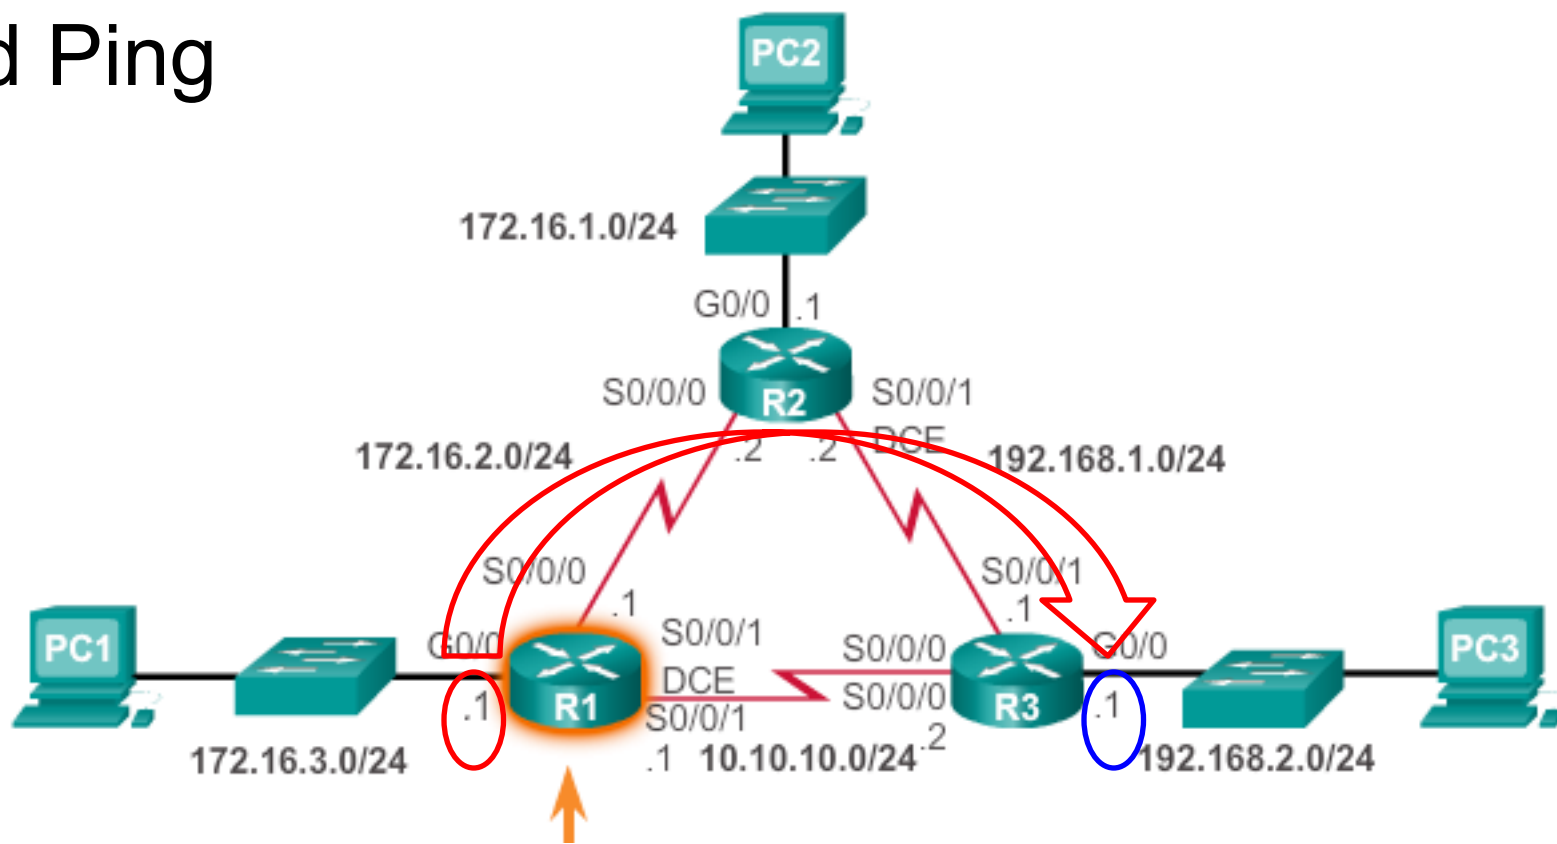 d Ping
PC2
172.16.1.0/24
G0/0
.1
S0/0/0
R2
S0/0/1
DCE
172.16.2.0/24
.2
.2
192.168.1.0/24
S0/0/0
.1
S0/0/1
.1
PC1
G0/0
.1
R1
S0/0/1
DCE
S0/0/1
.1
10.10.10.0/24
S0/0/0
S0/0/0
.2
R3
G0/0
.1
PC3
172.16.3.0/24
192.168.2.0/24